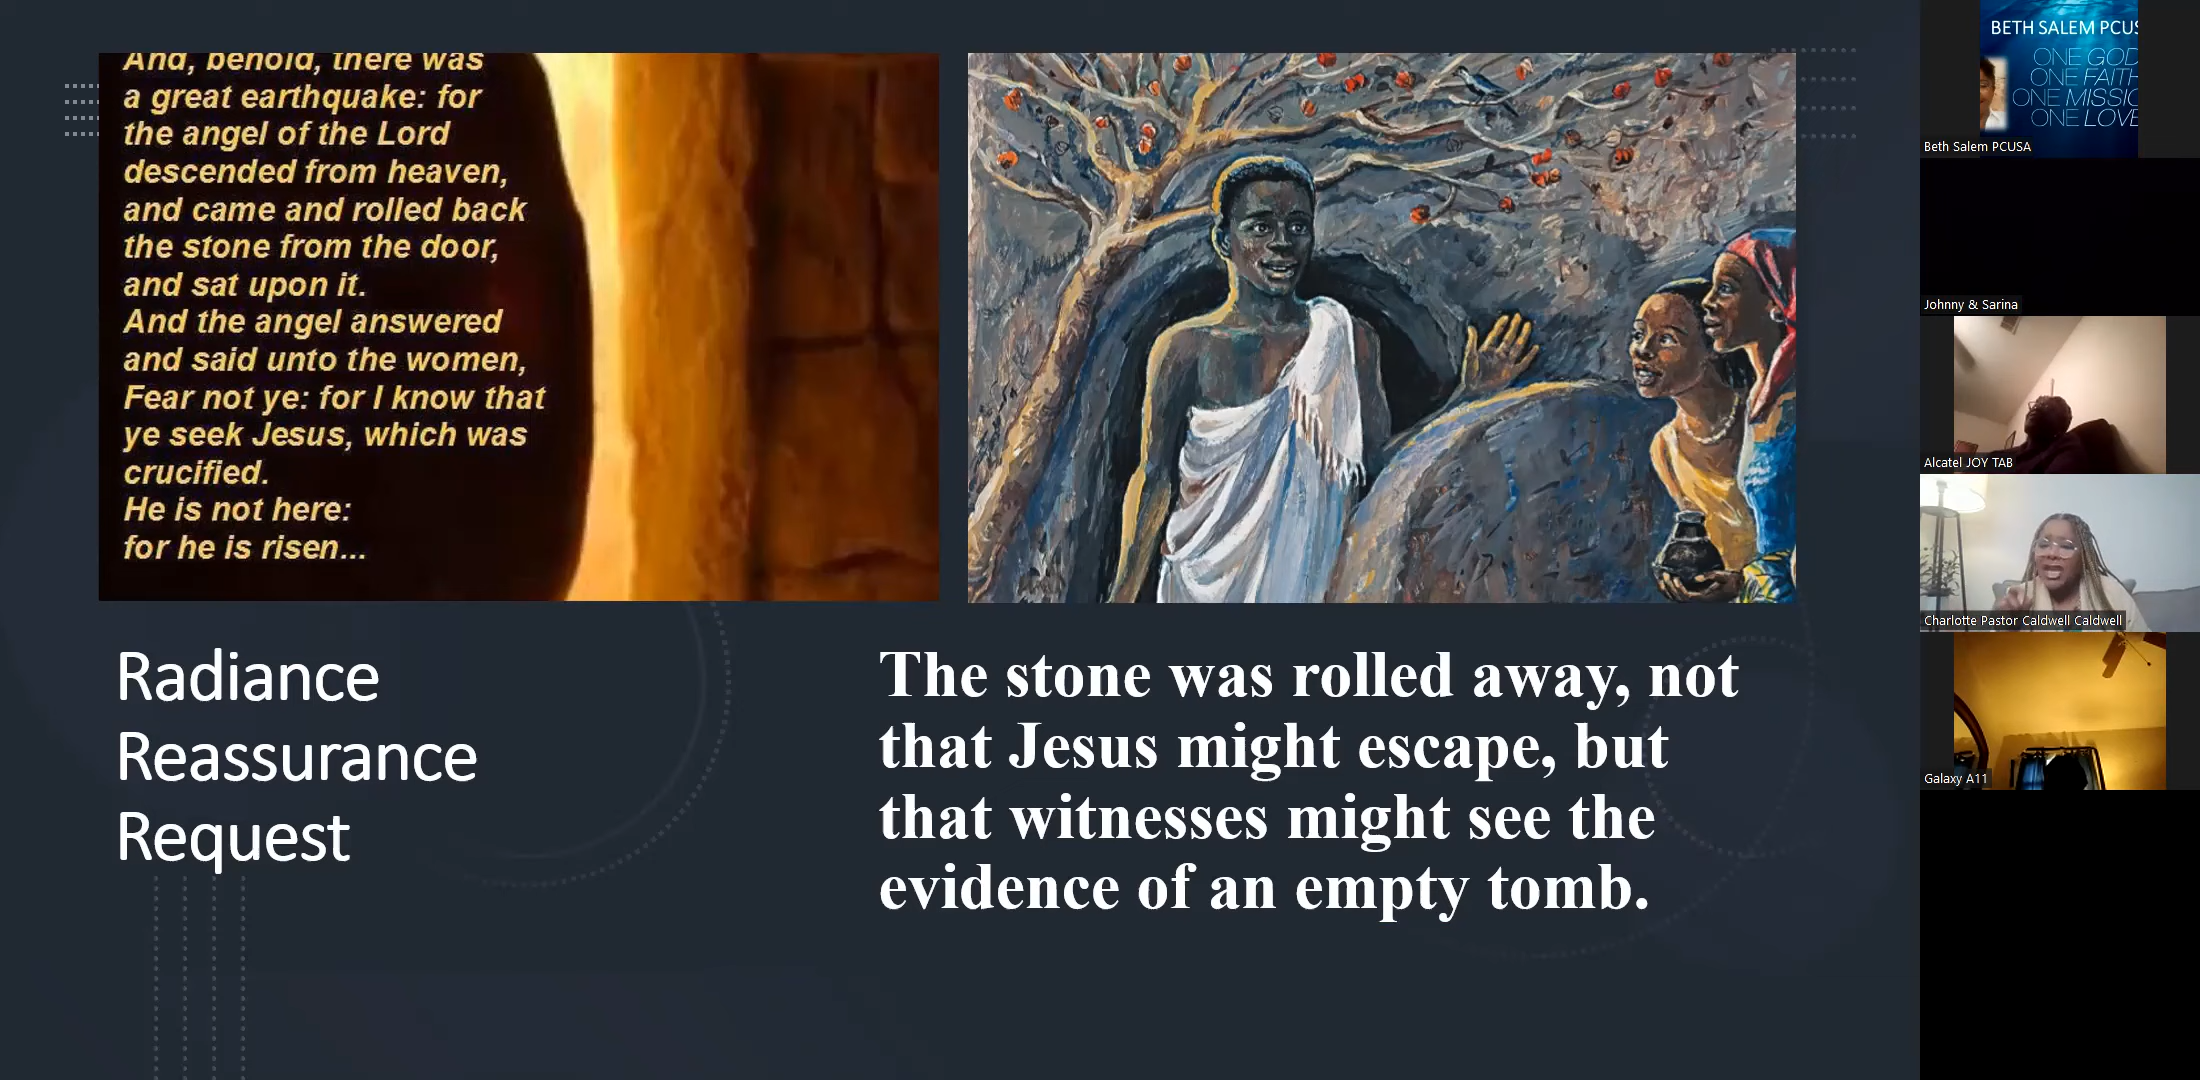 And, behold, there was
a great earthquake: for
the angel of the Lord
descended from heaven,
and came and rolled back
the stone from the door,
and sat upon it.
And the angel answered
and said unto the women,
Fear not ye: for I know that
ye seek Jesus, which was
crucified.
He is not here:
for he is risen...
Radiance
Reassurance
Request
The stone was rolled away, not
that Jesus might escape, but
that witnesses might see the
evidence of an empty tomb.
BETH SALEM PCUS
ONE GOD
ONE FAITH
ONE MISSIO
ONE LOVE
Beth Salem PCUSA
Johnny & Sarina
Alcatel JOY TAB
Charlotte Pastor Caldwell Caldwell
Galaxy A11